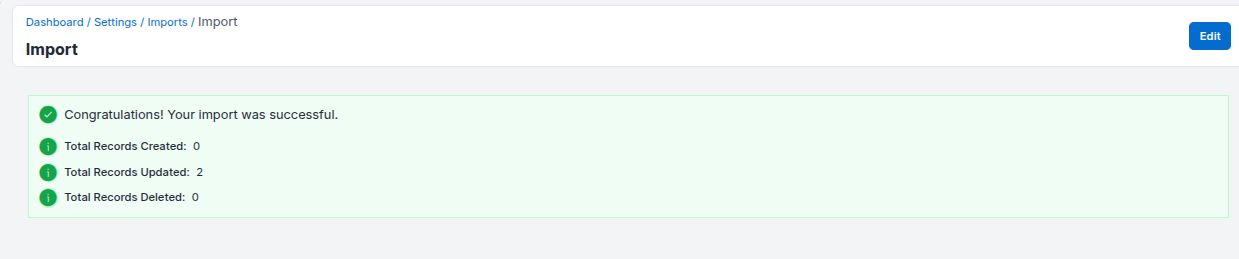 Dashboard / Settings / Imports / Import
Import
Edit
Congratulations! Your import was successful.
Total Records Created: 0
Total Records Updated: 2
Total Records Deleted: 0